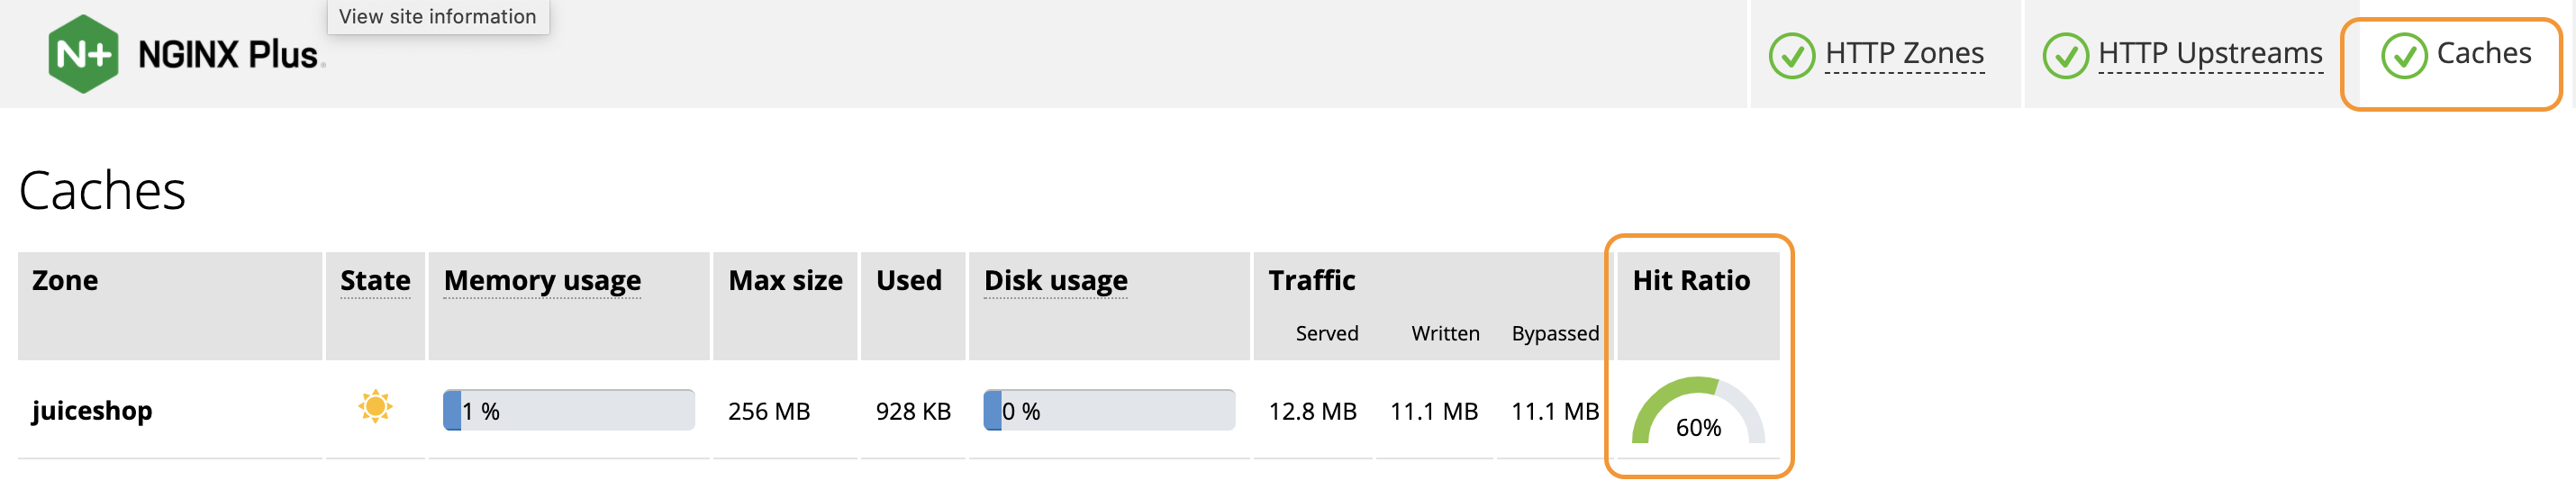 View site information
N+ NGINX Plus
HTTP Zones
HTTP Upstreams
Caches
Caches
Zone State Memory usage Max size Used Disk usage Traffic Hit Ratio
Served Written Bypassed
juiceshop 1 % 256 MB 928 KB 0 % 12.8 MB 11.1 MB 11.1 MB 60%